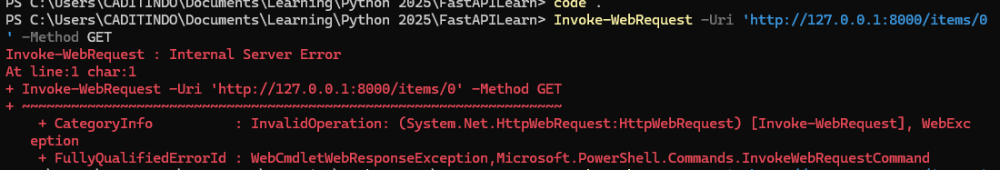 PS C:\Users\CADITINDO\Documents\Learning\Python 2025\FastAPILearn> code .
PS C:\Users\CADITINDO\Documents\Learning\Python 2025\FastAPILearn> Invoke-WebRequest -Uri 'http://127.0.0.1:8000/items/0
' -Method GET
Invoke-WebRequest : Internal Server Error
At line:1 char:1
+ Invoke-WebRequest -Uri 'http://127.0.0.1:8000/items/0' -Method GET
+ ~~~~~~~~~~~~~~~~~~~~~~~~~~~~~~~~~~~~~~~~~~~~~~~~~~~~~~~~~~~~~~~~~~
    + CategoryInfo          : InvalidOperation: (System.Net.HttpWebRequest:HttpWebRequest) [Invoke-WebRequest], WebExc
   eption
    + FullyQualifiedErrorId : WebCmdletWebResponseException,Microsoft.PowerShell.Commands.InvokeWebRequestCommand